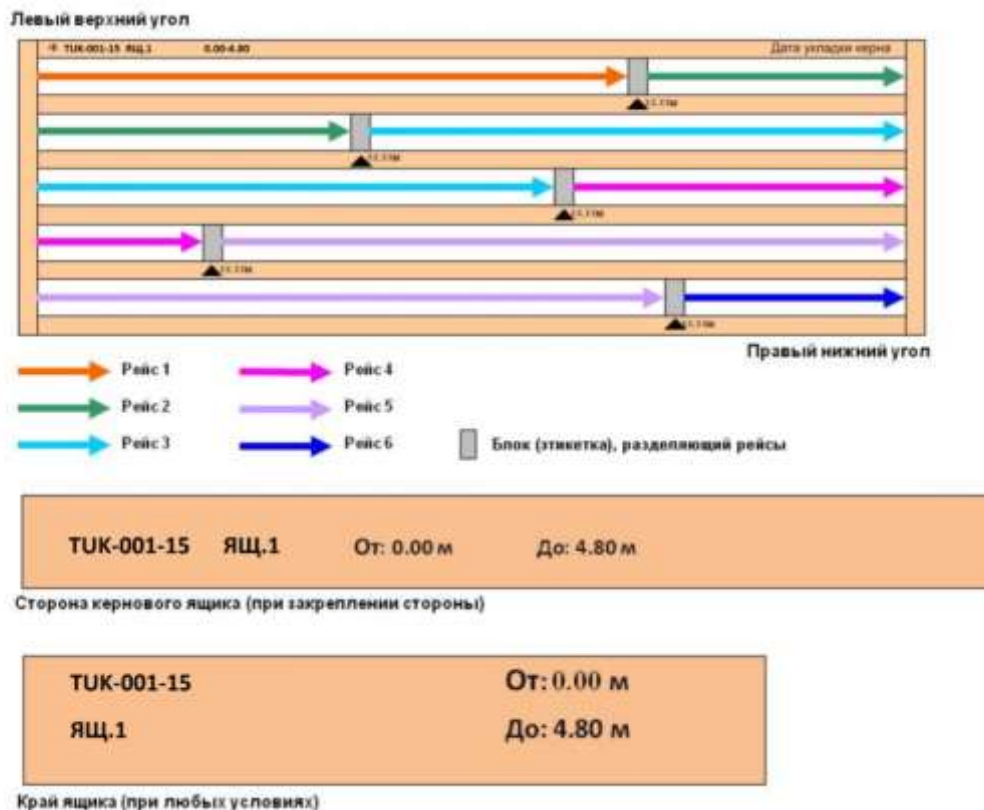 Левый верхний угол
TUK-001-15 ЯЩ.1 0.00-4.80 Дата укладки керна
Правый нижний угол
Рейс 1 Рейс 4
Рейс 2 Рейс 5
Рейс 3 Рейс 6 Блок (этикетка), разделяющий рейсы
TUK-001-15 ЯЩ.1 От: 0.00 м До: 4.80 м
Сторона кернового ящика (при закреплении стороны)
TUK-001-15 От: 0.00 м
ЯЩ.1 До: 4.80 м
Край ящика (при любых условиях)